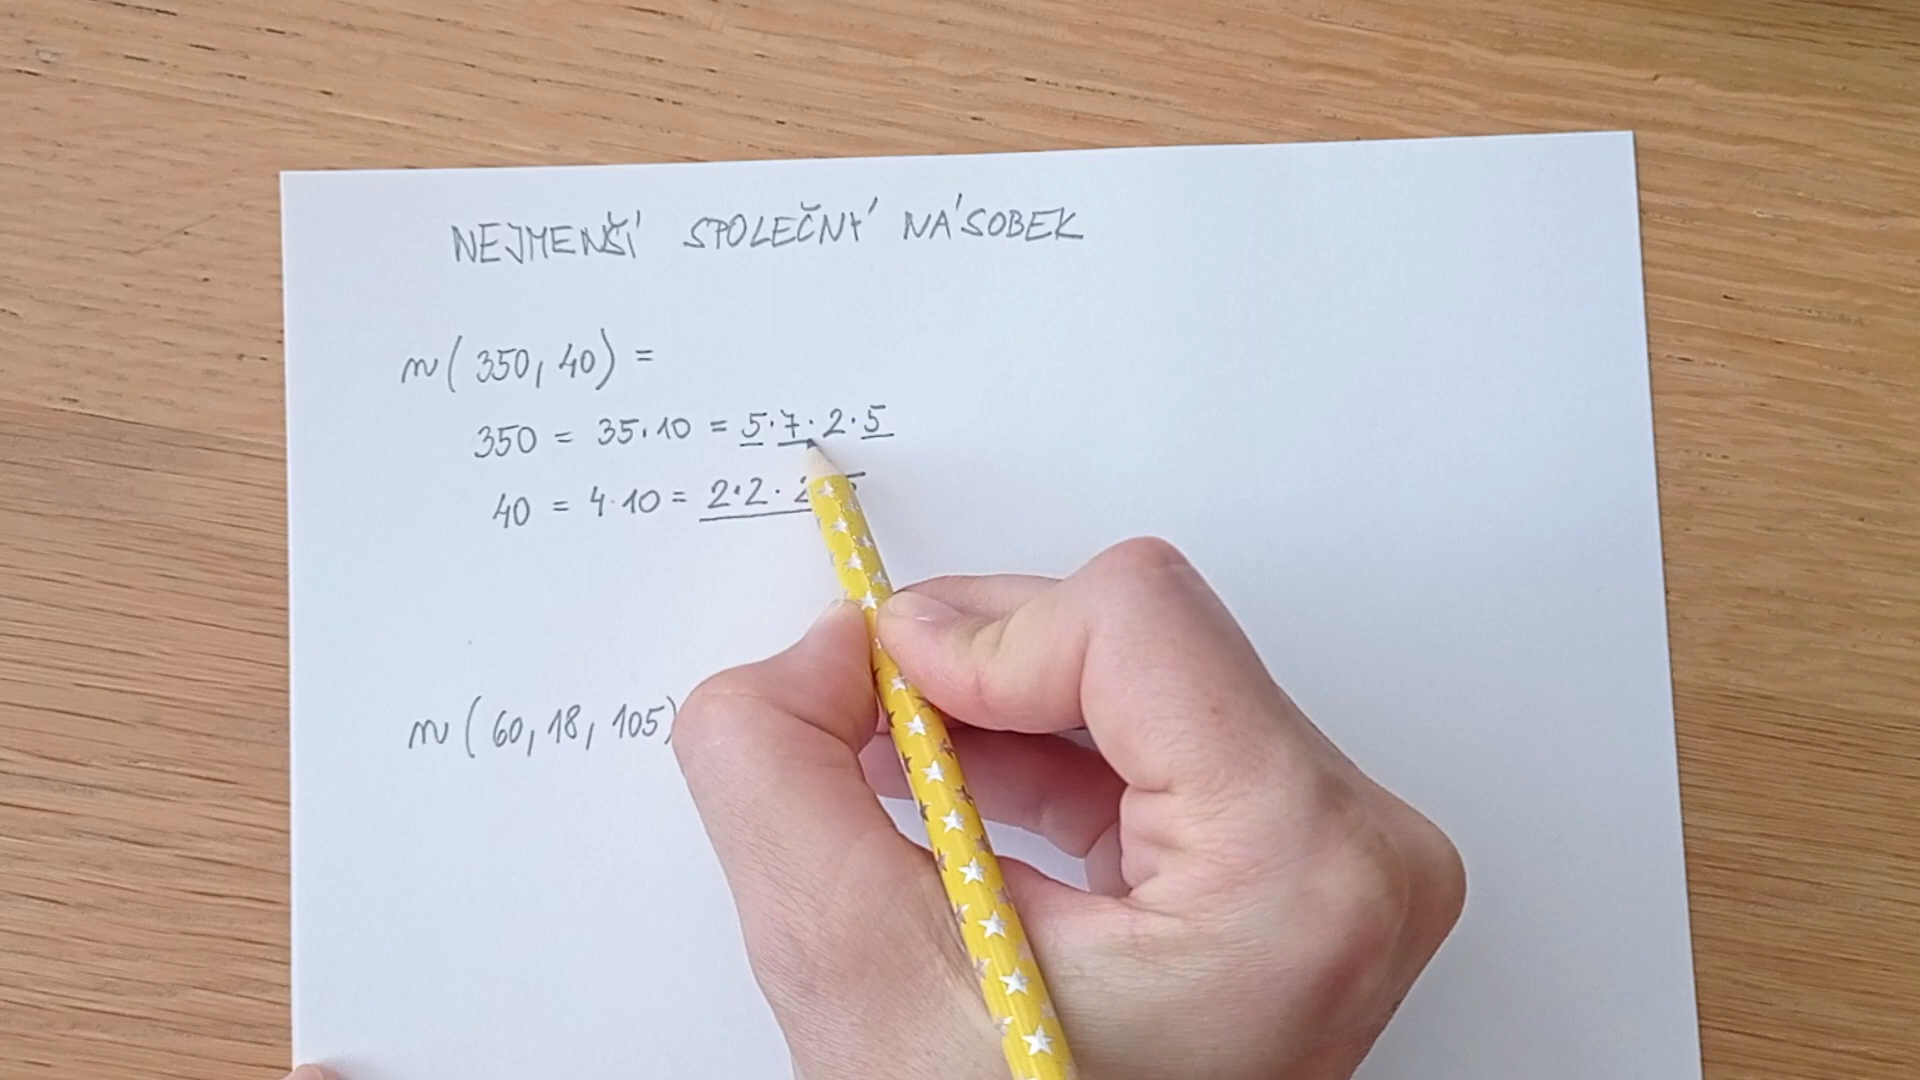 NEJMENŠÍ SPOLEČNÝ NÁSOBEK
n(350, 40) =
350 = 35·10 = 5·7·2·5
40 = 4·10 = 2·2·2
n(60, 18, 105)